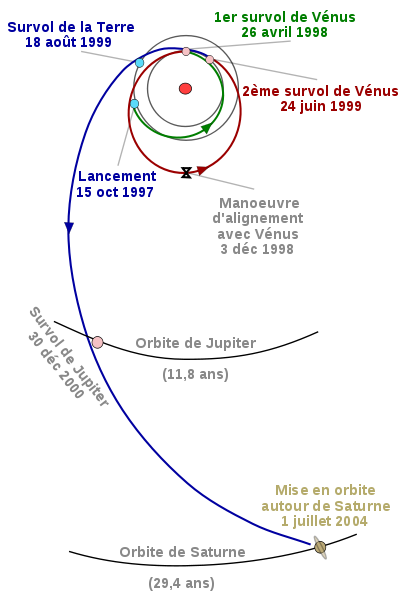 1er survol de Vénus
26 avril 1998
Survol de la Terre
18 août 1999
2ème survol de Vénus
24 juin 1999
Lancement
15 oct 1997
Manoeuvre
d'alignement
avec Vénus
3 déc 1998
Survol de Jupiter
30 déc 2000
Orbite de Jupiter
(11,8 ans)
Mise en orbite
autour de Saturne
1 juillet 2004
Orbite de Saturne
(29,4 ans)